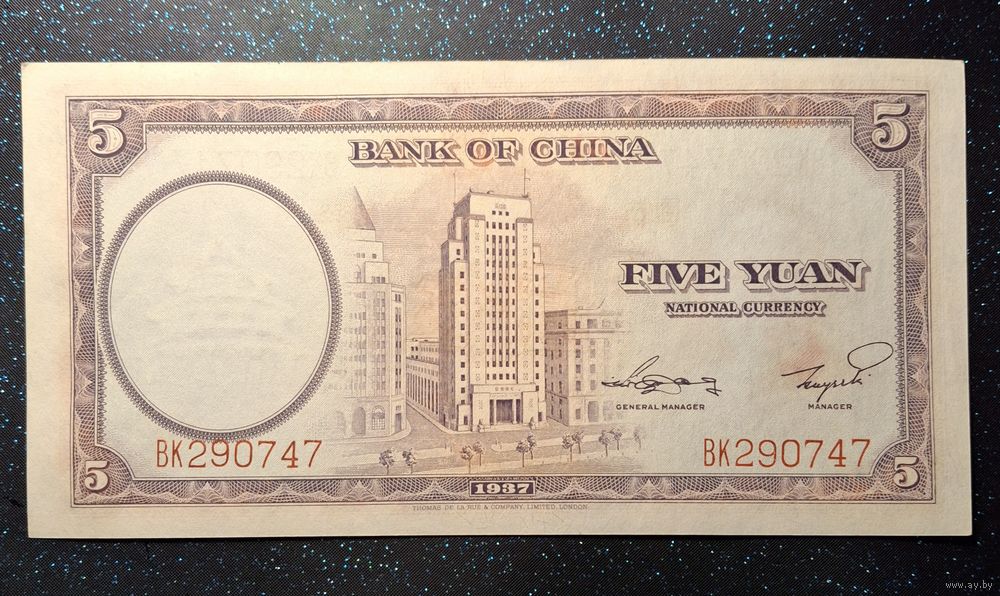 5 5
BANK OF CHINA
FIVE YUAN
NATIONAL CURRENCY
GENERAL MANAGER MANAGER
BK290747 BK290747
5 1937 5
THOMAS DE LA RUE & COMPANY, LIMITED, LONDON.
www.ay.by